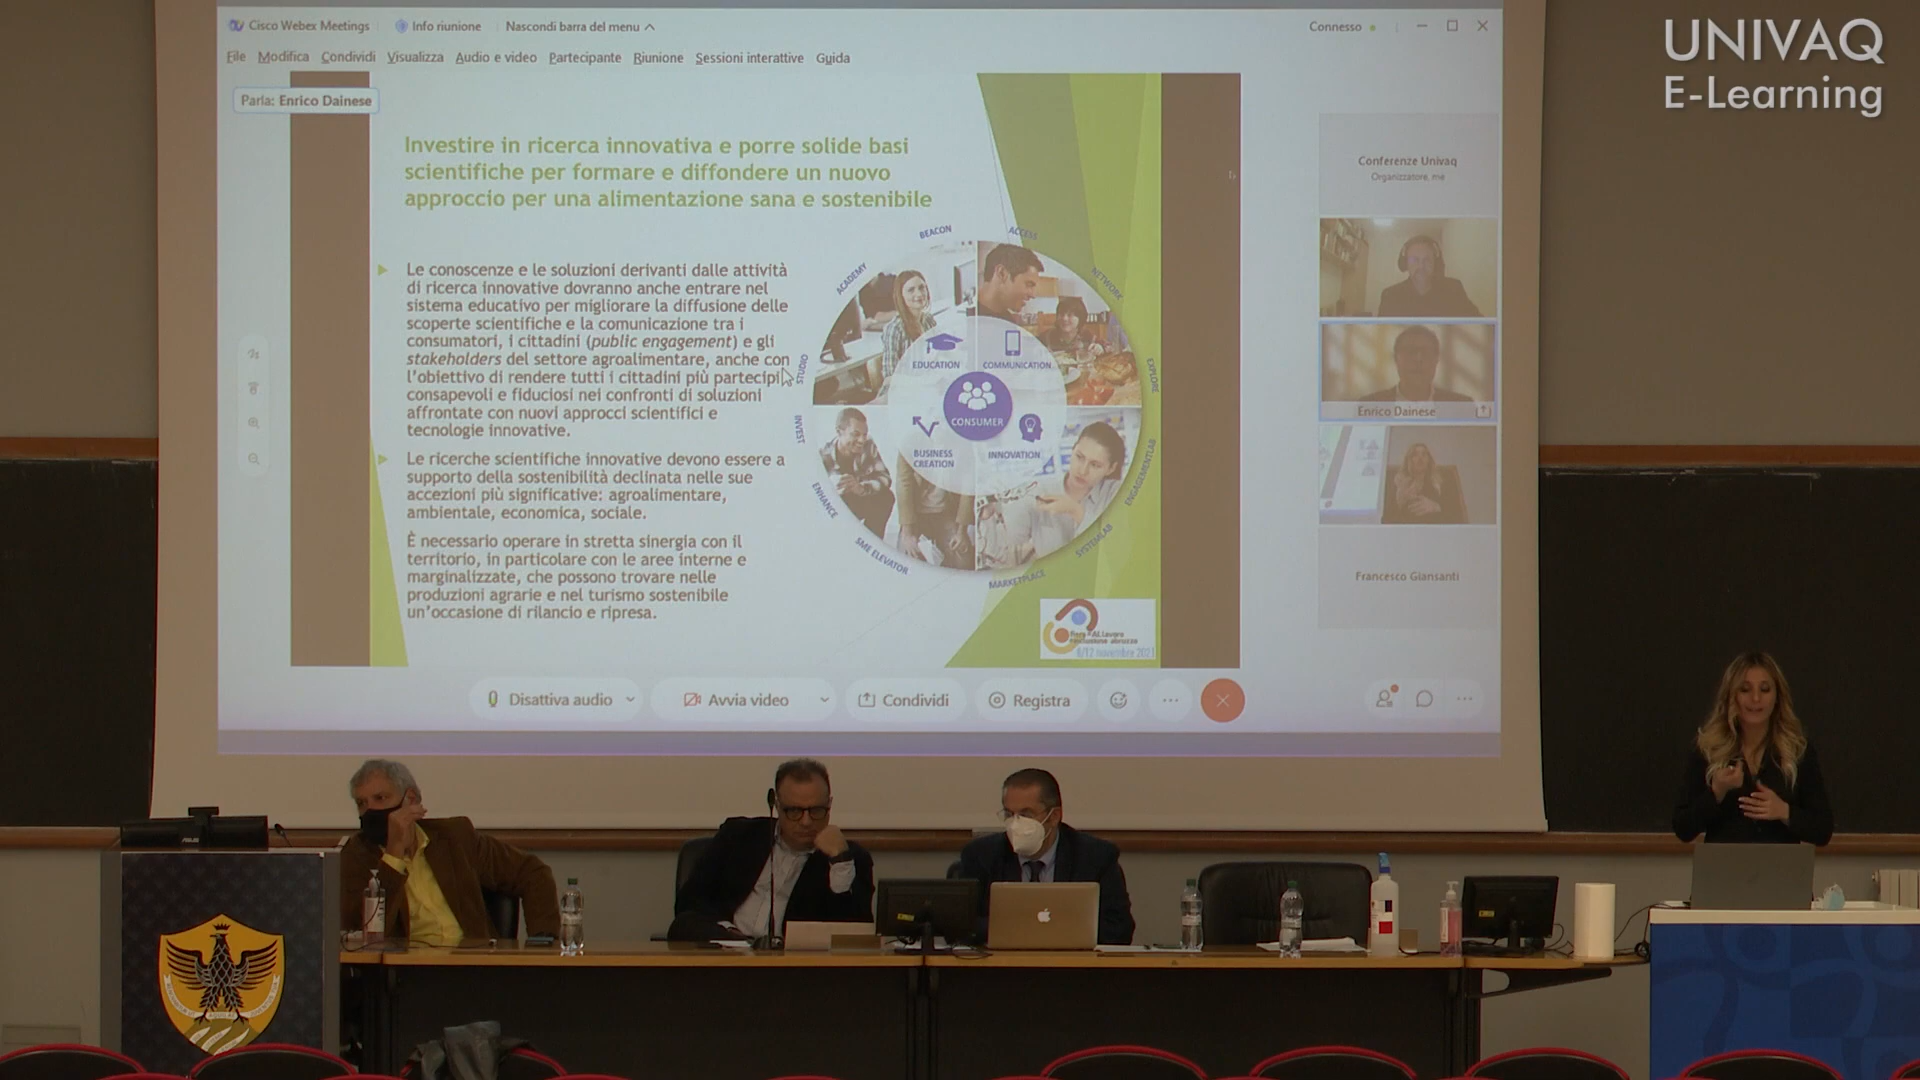 Cisco Webex Meetings
Info riunione
Nascondi barra del menu
Connesso
File Modifica Condividi Visualizza Audio e video Partecipante Riunione Sessioni interattive Guida
Parla: Enrico Dainese
Investire in ricerca innovativa e porre solide basi
scientifiche per formare e diffondere un nuovo
approccio per una alimentazione sana e sostenibile
Le conoscenze e le soluzioni derivanti dalle attività
di ricerca innovative dovranno anche entrare nel
sistema educativo per migliorare la diffusione delle
scoperte scientifiche e la comunicazione tra i
consumatori, i cittadini (public engagement) e gli
stakeholders del settore agroalimentare, anche con
l'obiettivo di rendere tutti i cittadini più partecipi,
consapevoli e fiduciosi nei confronti di soluzioni
affrontate con nuovi approcci scientifici e
tecnologie innovative.
Le ricerche scientifiche innovative devono essere a
supporto della sostenibilità declinata nelle sue
accezioni più significative: agroalimentare,
ambientale, economica, sociale.
È necessario operare in stretta sinergia con il
territorio, in particolare con le aree interne e
marginalizzate, che possono trovare nelle
produzioni agrarie e nel turismo sostenibile
un'occasione di rilancio e ripresa.
BEACON
ACCESS
NETWORK
EXPLORE
ENGAGEMENTLAB
SYSTEMLAB
MARKETPLACE
SME ELEVATOR
ENHANCE
INVEST
STUDIO
ACADEMY
EDUCATION
COMMUNICATION
CONSUMER
BUSINESS
CREATION
INNOVATION
8/12 novembre 2021
Conferenze Univaq
Organizzatore, me
Enrico Dainese
Francesco Giansanti
Disattiva audio
Avvia video
Condividi
Registra
UNIVAQ
E-Learning